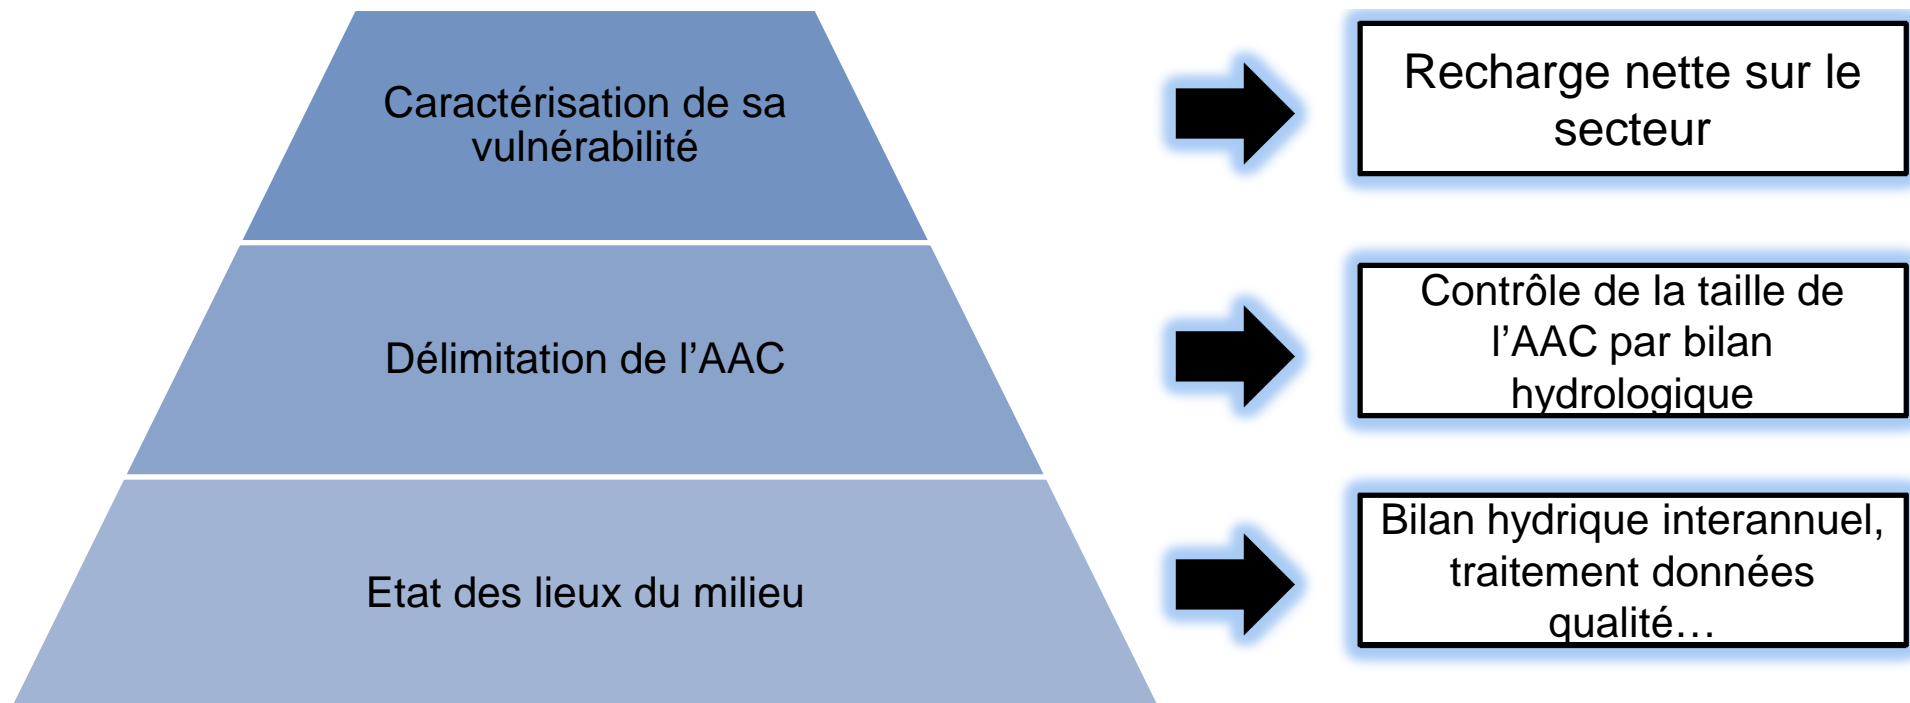 Caractérisation de sa
vulnérabilité
Recharge nette sur le
secteur
Délimitation de l’AAC
Contrôle de la taille de
l’AAC par bilan
hydrologique
Etat des lieux du milieu
Bilan hydrique interannuel,
traitement données
qualité…